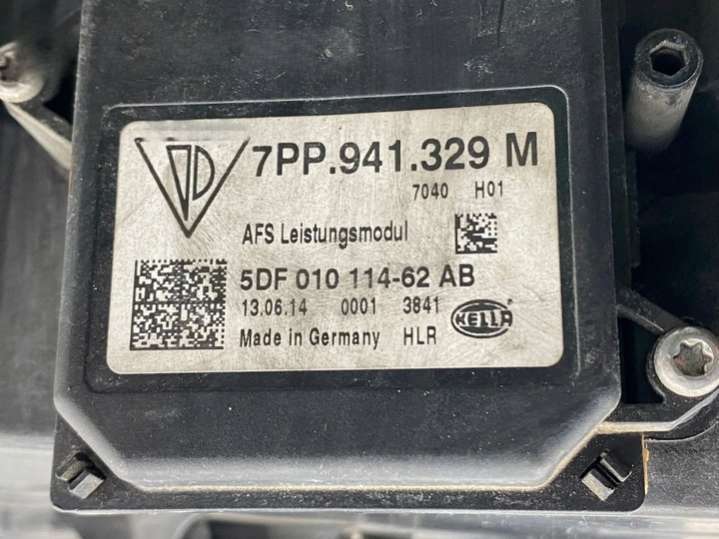 7PP.941.329 M
7040 H01
AFS Leistungsmodul
5DF 010 114-62 AB
13.06.14 0001 3841
HELLA
Made in Germany HLR